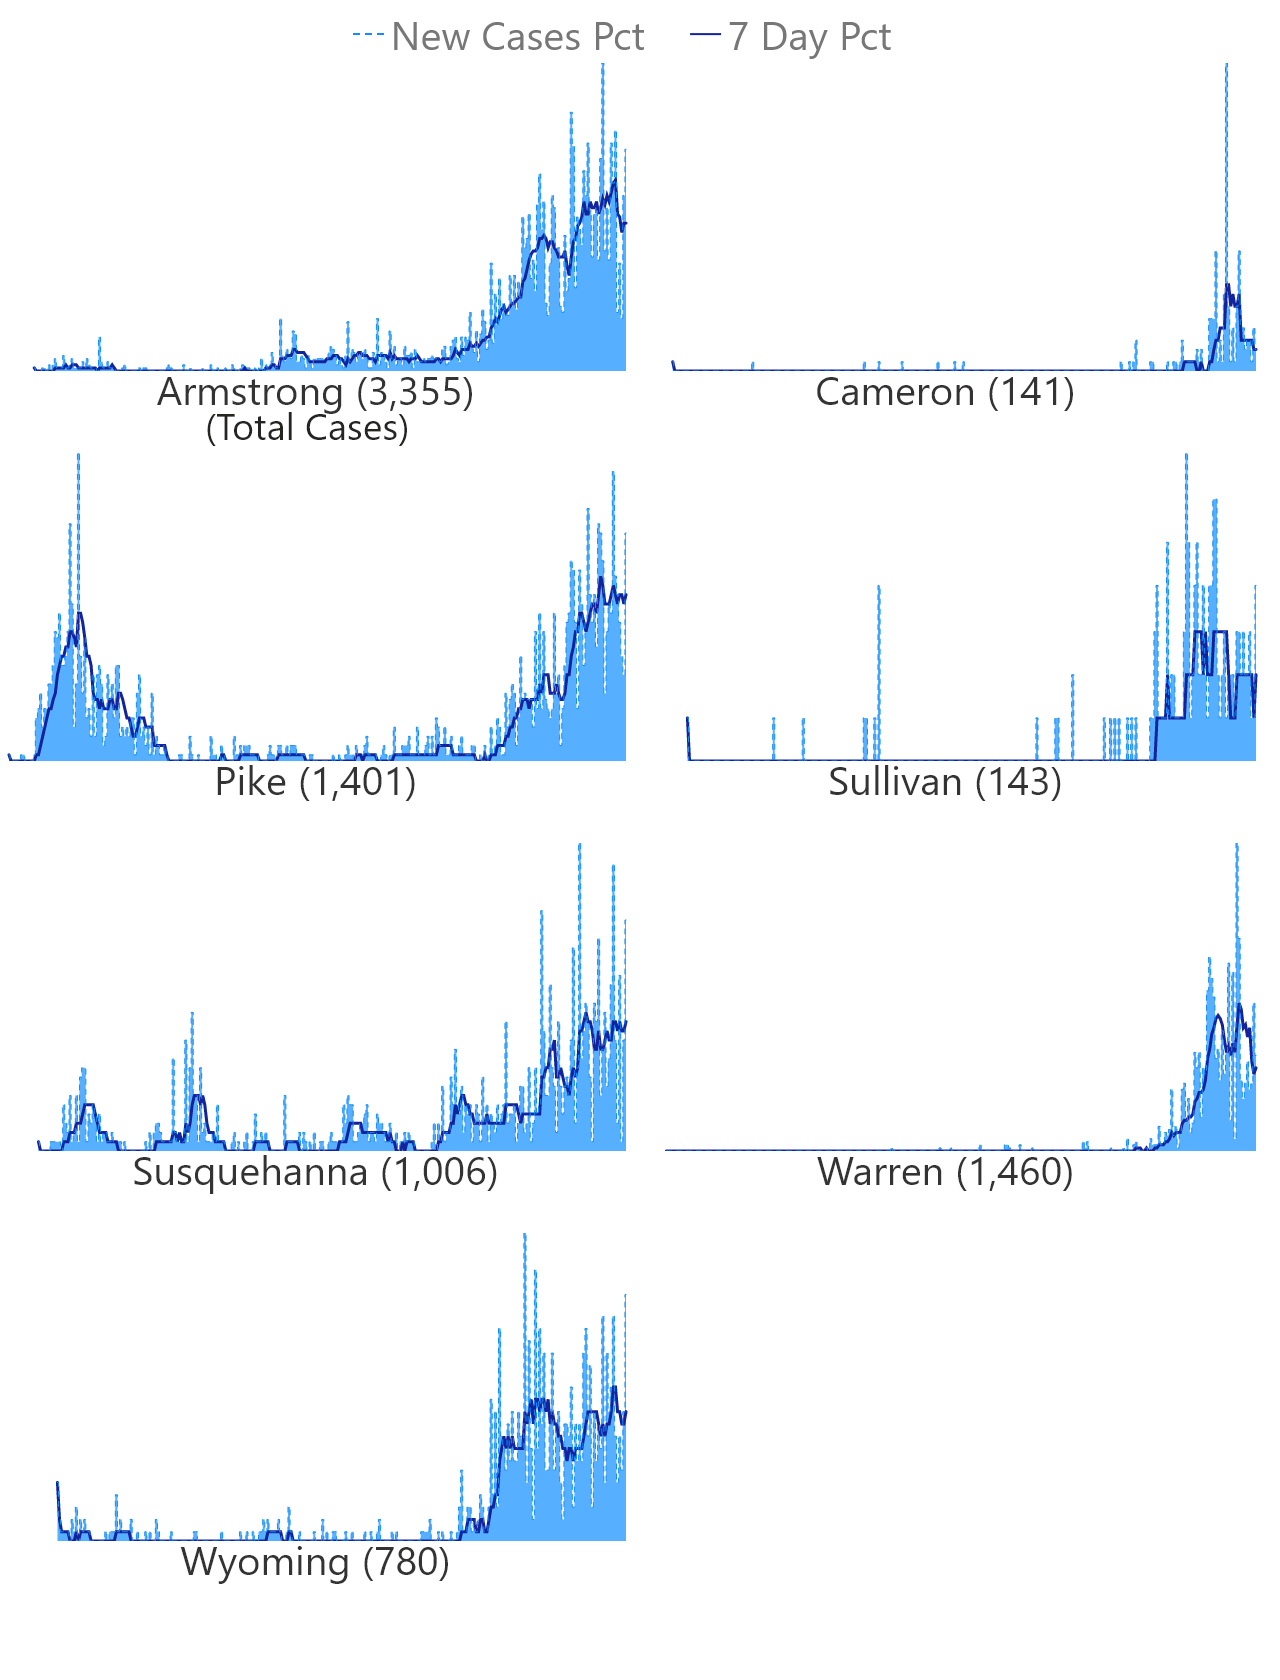 New Cases Pct 7 Day Pct
Armstrong (3,355)
(Total Cases)
Cameron (141)
Pike (1,401)
Sullivan (143)
Susquehanna (1,006)
Warren (1,460)
Wyoming (780)